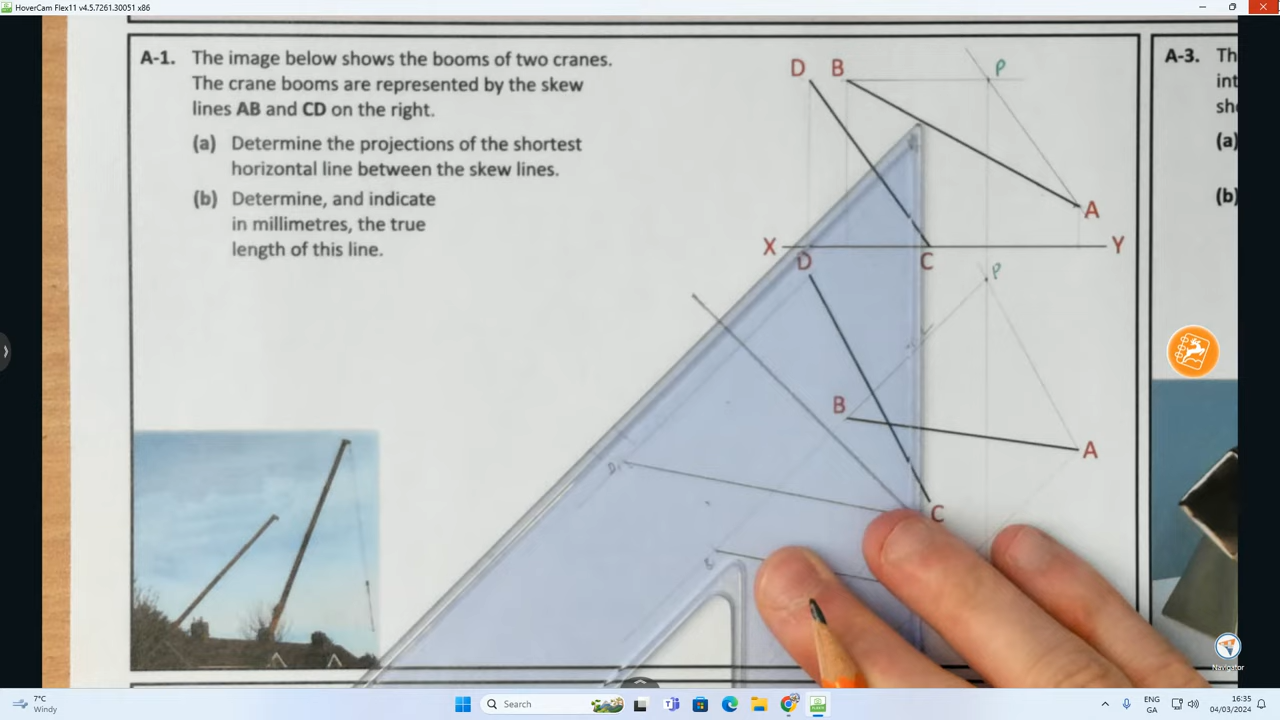 HoverCam Flex11 v4.5.7261.30051 x86
A-1. The image below shows the booms of two cranes.
The crane booms are represented by the skew
lines AB and CD on the right.
(a) Determine the projections of the shortest
horizontal line between the skew lines.
(b) Determine, and indicate
in millimetres, the true
length of this line.
D B P
A
X Y
D C P
B
A
D₁
C
A-3. Th
int
sh
(a)
(b)
Navigator
7°C
Windy
Search
ENG
GA
16:35
04/03/2024